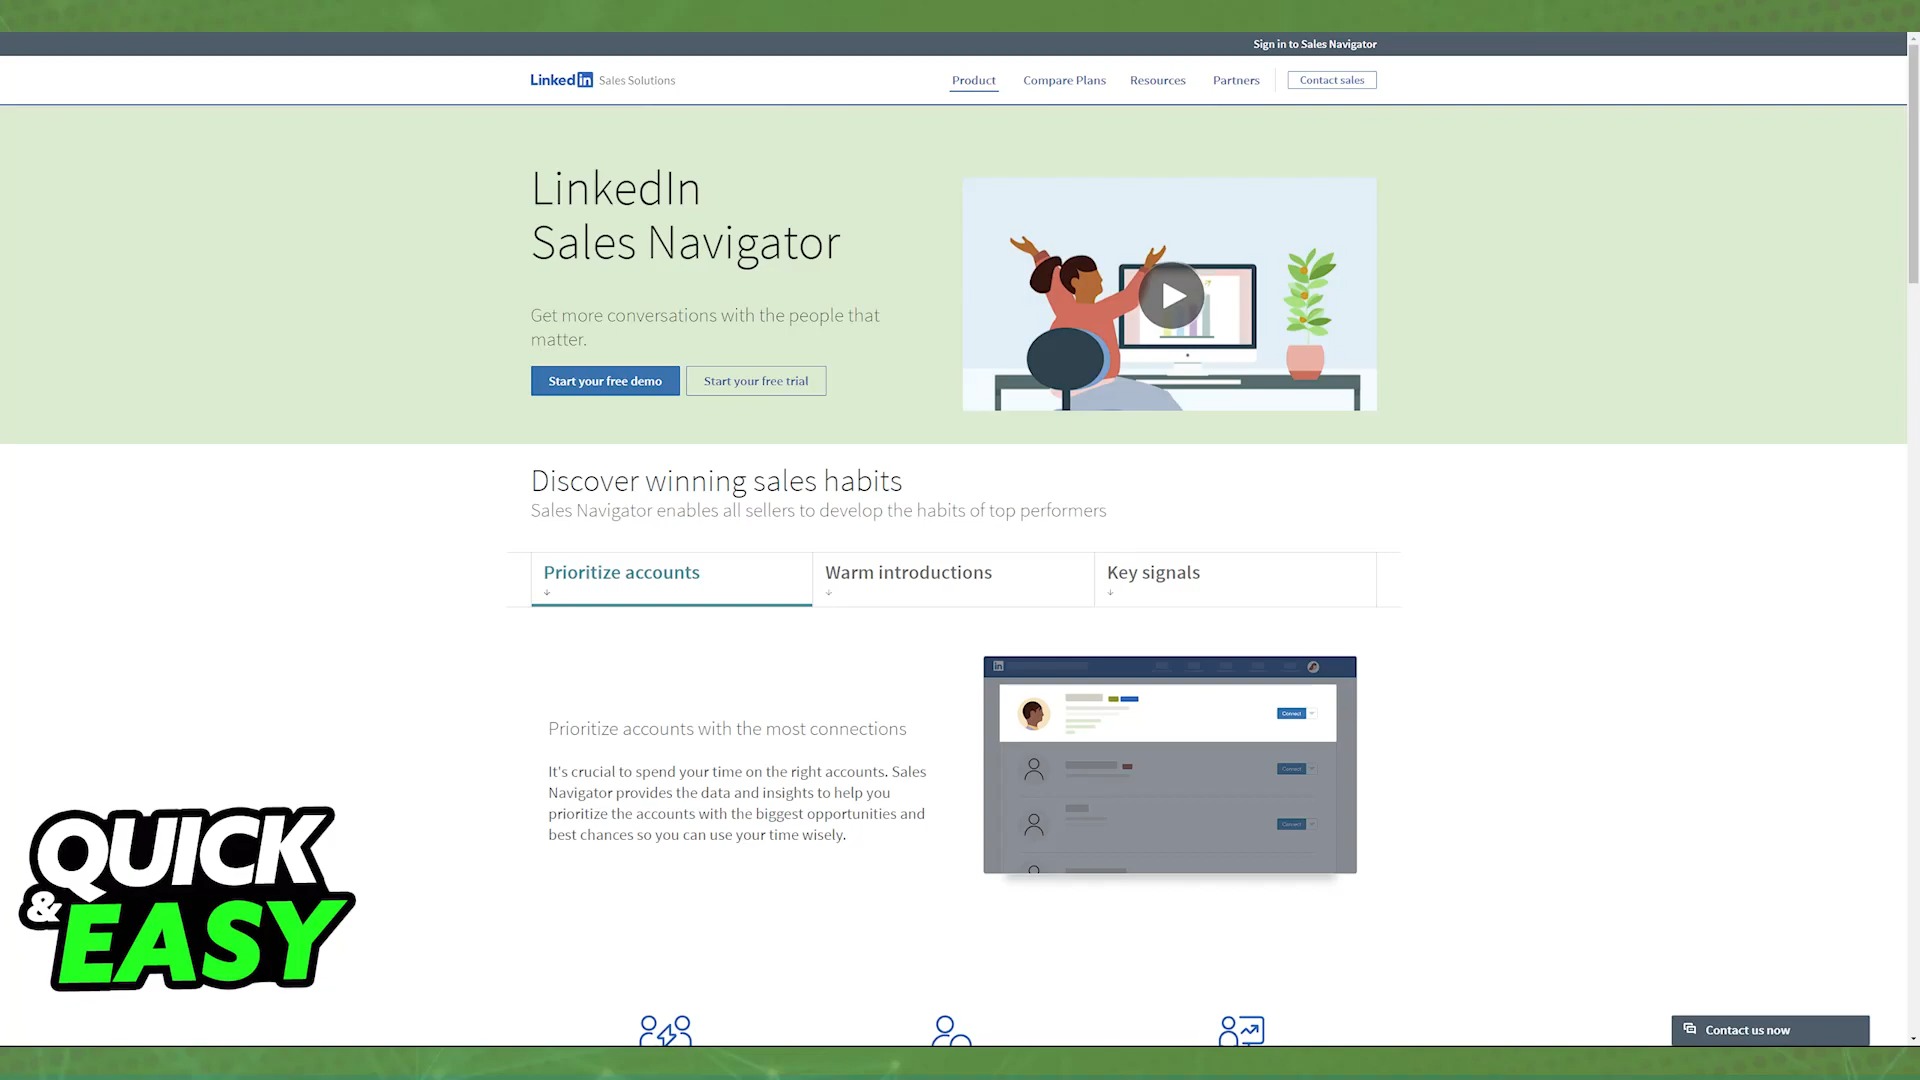 Sign in to Sales Navigator
Linked in Sales Solutions
Product
Compare Plans
Resources
Partners
Contact sales
LinkedIn
Sales Navigator
Get more conversations with the people that
matter.
Start your free demo
Start your free trial
Discover winning sales habits
Sales Navigator enables all sellers to develop the habits of top performers
Prioritize accounts
Warm introductions
Key signals
in
Connect
Connect
Connect
Prioritize accounts with the most connections
It's crucial to spend your time on the right accounts. Sales
Navigator provides the data and insights to help you
prioritize the accounts with the biggest opportunities and
best chances so you can use your time wisely.
QUICK
& EASY
Contact us now